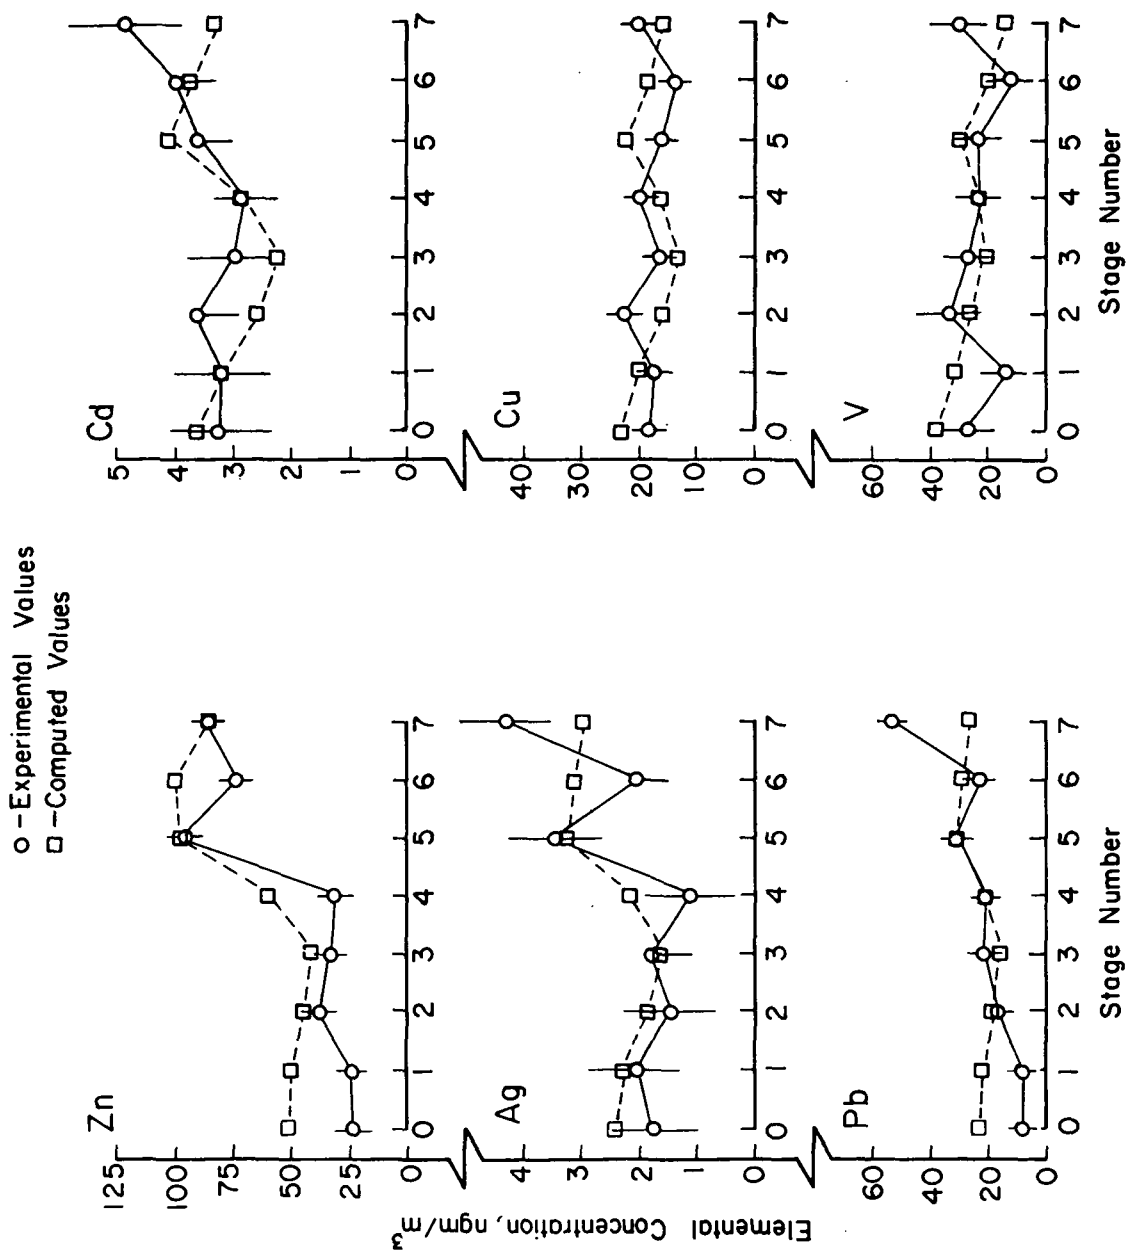 O – Experimental Values
□ – Computed Values
Zn
125
100
75
50
25
0
0 1 2 3 4 5 6 7
Ag
3
2
1
0
0 1 2 3 4 5 6 7
Pb
60
40
20
0
0 1 2 3 4 5 6 7
Stage Number
Elemental Concentration, ngm/m³
Cd
5
4
3
2
1
0
0 1 2 3 4 5 6 7
Cu
40
30
20
10
0
0 1 2 3 4 5 6 7
V
60
40
20
0
0 1 2 3 4 5 6 7
Stage Number